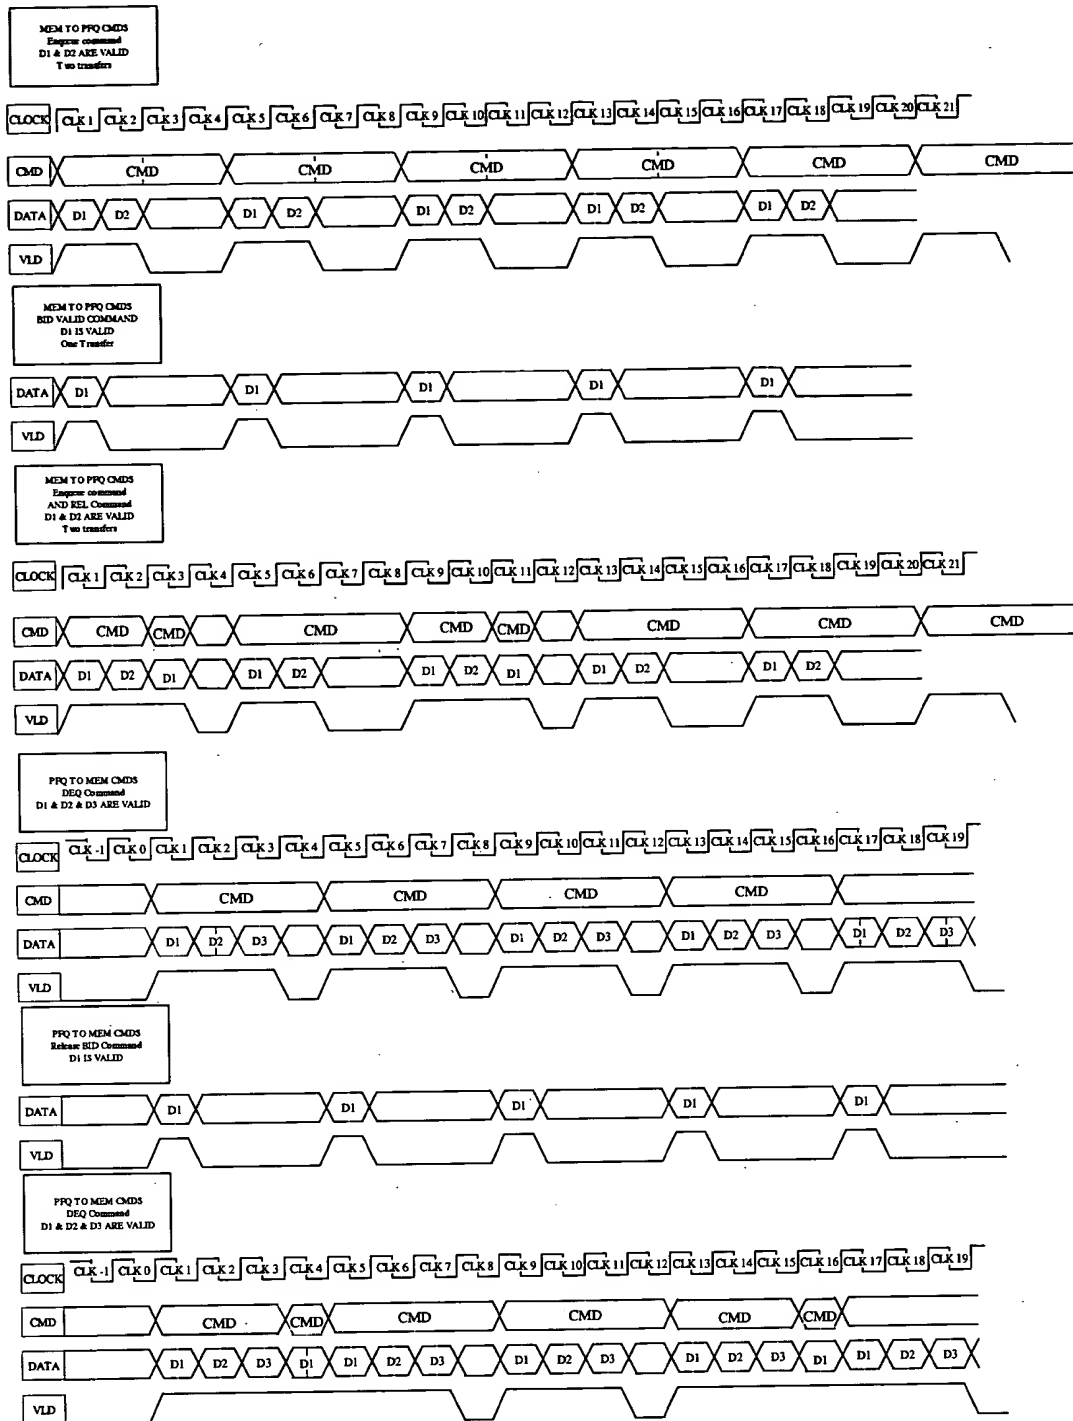 MEM TO PFQ CMDS
Enqueue command
D1 & D2 ARE VALID
Two transfers
CLOCK CLK 1 CLK 2 CLK 3 CLK 4 CLK 5 CLK 6 CLK 7 CLK 8 CLK 9 CLK 10 CLK 11 CLK 12 CLK 13 CLK 14 CLK 15 CLK 16 CLK 17 CLK 18 CLK 19 CLK 20 CLK 21
CMD CMD CMD CMD CMD CMD CMD
DATA D1 D2 D1 D2 D1 D2 D1 D2 D1 D2
VLD
MEM TO PFQ CMDS
BID VALID COMMAND
D1 IS VALID
One Transfer
DATA D1 D1 D1 D1 D1
VLD
MEM TO PFQ CMDS
Enqueue command
AND REL Command
D1 & D2 ARE VALID
Two transfers
CLOCK CLK 1 CLK 2 CLK 3 CLK 4 CLK 5 CLK 6 CLK 7 CLK 8 CLK 9 CLK 10 CLK 11 CLK 12 CLK 13 CLK 14 CLK 15 CLK 16 CLK 17 CLK 18 CLK 19 CLK 20 CLK 21
CMD CMD CMD CMD CMD CMD CMD CMD CMD
DATA D1 D2 D1 D1 D2 D1 D2 D1 D1 D2 D1 D2
VLD
PFQ TO MEM CMDS
DEQ Command
D1 & D2 & D3 ARE VALID
CLOCK CLK -1 CLK 0 CLK 1 CLK 2 CLK 3 CLK 4 CLK 5 CLK 6 CLK 7 CLK 8 CLK 9 CLK 10 CLK 11 CLK 12 CLK 13 CLK 14 CLK 15 CLK 16 CLK 17 CLK 18 CLK 19
CMD CMD CMD CMD CMD
DATA D1 D2 D3 D1 D2 D3 D1 D2 D3 D1 D2 D3 D1 D2 D3
VLD
PFQ TO MEM CMDS
Release BID Command
D1 IS VALID
DATA D1 D1 D1 D1 D1
VLD
PFQ TO MEM CMDS
DEQ Command
D1 & D2 & D3 ARE VALID
CLOCK CLK -1 CLK 0 CLK 1 CLK 2 CLK 3 CLK 4 CLK 5 CLK 6 CLK 7 CLK 8 CLK 9 CLK 10 CLK 11 CLK 12 CLK 13 CLK 14 CLK 15 CLK 16 CLK 17 CLK 18 CLK 19
CMD CMD CMD CMD CMD CMD CMD
DATA D1 D2 D3 D1 D1 D2 D3 D1 D2 D3 D1 D2 D3 D1 D1 D2 D3
VLD